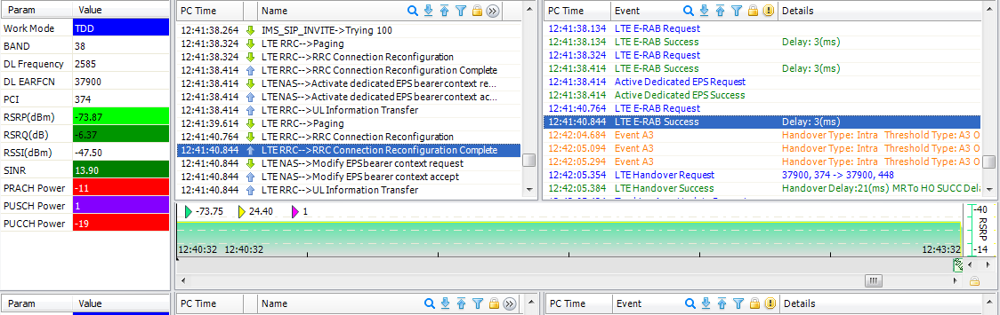 Param Value
Work Mode TDD
BAND 38
DL Frequency 2585
DL EARFCN 37900
PCI 374
RSRP(dBm) -73.87
RSRQ(dB) -6.37
RSSI(dBm) -47.50
SINR 13.90
PRACH Power -11
PUSCH Power 1
PUCCH Power -19
PC Time Name
12:41:38.264 IMS_SIP_INVITE->Trying 100
12:41:38.324 LTE RRC-->Paging
12:41:38.324 LTE RRC-->RRC Connection Reconfiguration
12:41:38.414 LTE RRC-->RRC Connection Reconfiguration Complete
12:41:38.414 LTE NAS-->Activate dedicated EPS bearer context re...
12:41:38.414 LTE NAS-->Activate dedicated EPS bearer context ac...
12:41:38.414 LTE RRC-->UL Information Transfer
12:41:39.614 LTE RRC-->Paging
12:41:40.764 LTE RRC-->RRC Connection Reconfiguration
12:41:40.844 LTE RRC-->RRC Connection Reconfiguration Complete
12:41:40.844 LTE NAS-->Modify EPS bearer context request
12:41:40.844 LTE NAS-->Modify EPS bearer context accept
12:41:40.844 LTE RRC-->UL Information Transfer
PC Time Event Details
12:41:38.134 LTE E-RAB Request
12:41:38.134 LTE E-RAB Success Delay: 3(ms)
12:41:38.324 LTE E-RAB Request
12:41:38.414 LTE E-RAB Success Delay: 3(ms)
12:41:38.414 Active Dedicated EPS Request
12:41:38.414 Active Dedicated EPS Success
12:41:40.764 LTE E-RAB Request
12:41:40.844 LTE E-RAB Success Delay: 3(ms)
12:42:04.684 Event A3 Handover Type: Intra Threshold Type: A3 O
12:42:05.094 Event A3 Handover Type: Intra Threshold Type: A3 O
12:42:05.294 Event A3 Handover Type: Intra Threshold Type: A3 O
12:42:05.294 LTE Handover Request 37900, 374 -> 37900, 448
12:42:05.384 LTE Handover Success Handover Delay:21(ms) MRTo HO SUCC Dela
-73.75 24.40 1
12:40:32 12:40:32 12:43:32
-40
RSRP
-14
Param Value
PC Time Name
PC Time Event Details